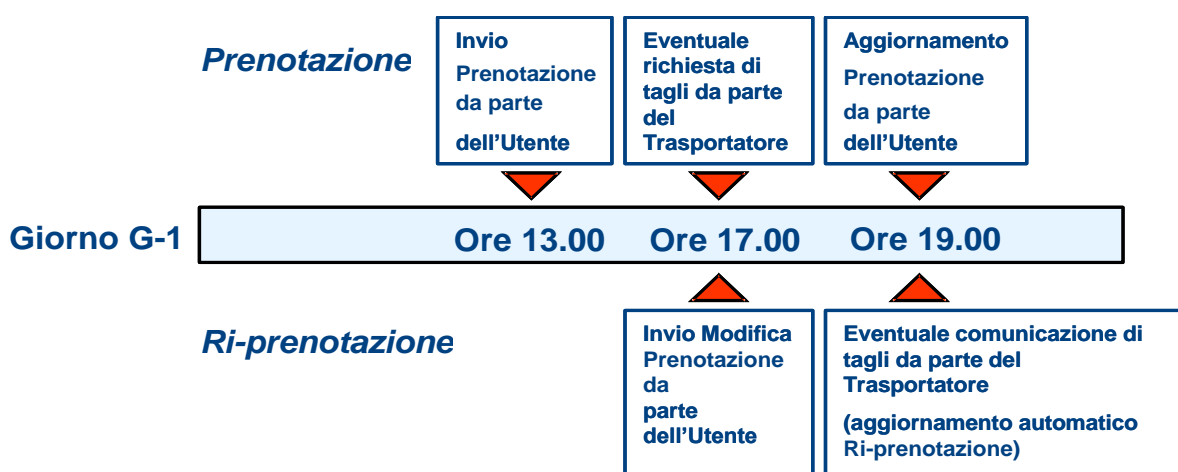 Prenotazione
Invio
Prenotazione
da parte
dell’Utente
Eventuale
richiesta di
tagli da parte
del
Trasportatore
Aggiornamento
Prenotazione
da parte
dell’Utente
Giorno G-1
Ore 13.00
Ore 17.00
Ore 19.00
Ri-prenotazione
Invio Modifica
Prenotazione
da
parte
dell’Utente
Eventuale comunicazione di
tagli da parte del
Trasportatore
(aggiornamento automatico
Ri-prenotazione)